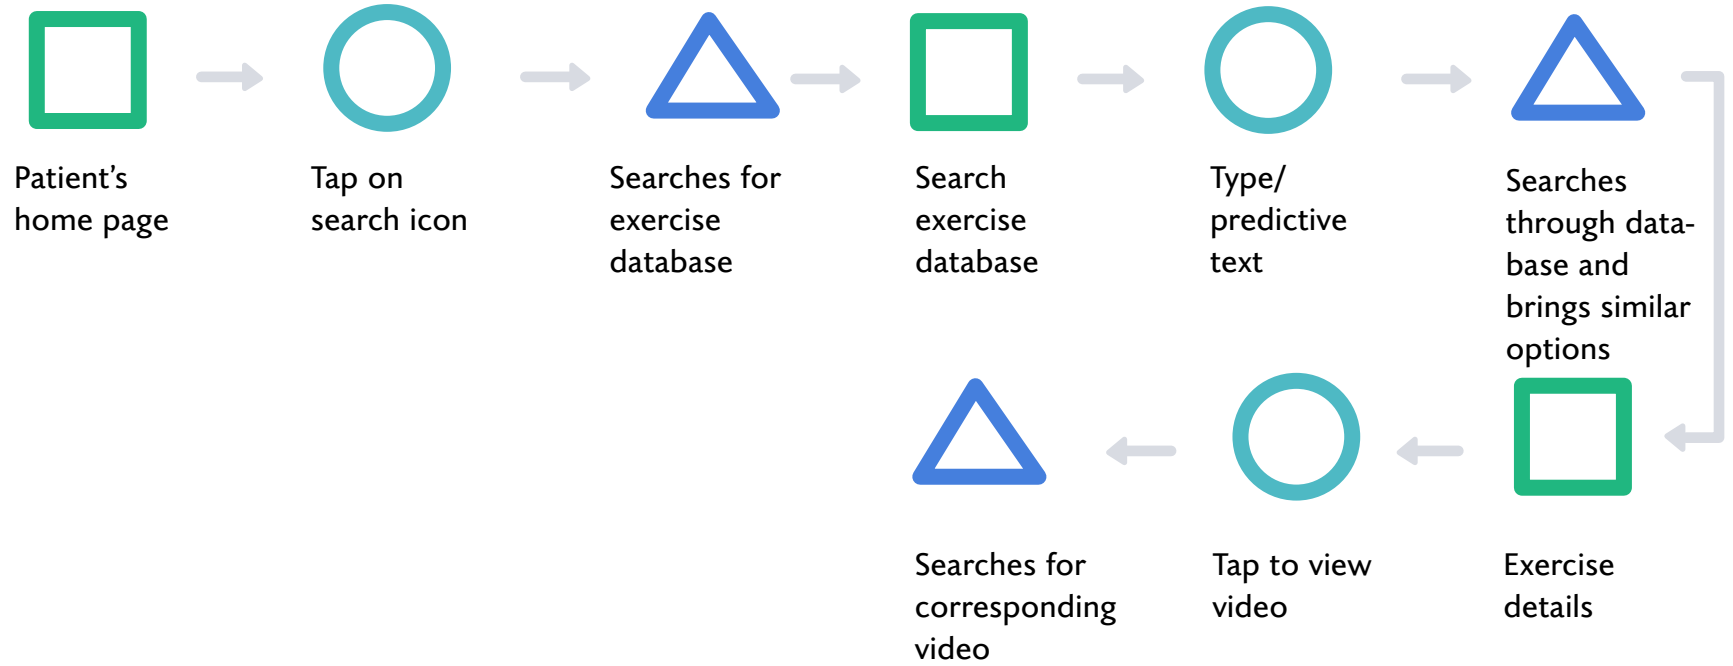 Patient’s
home page
Tap on
search icon
Searches for
exercise
database
Search
exercise
database
Type/
predictive
text
Searches
through data-
base and
brings similar
options
Searches for
corresponding
video
Tap to view
video
Exercise
details